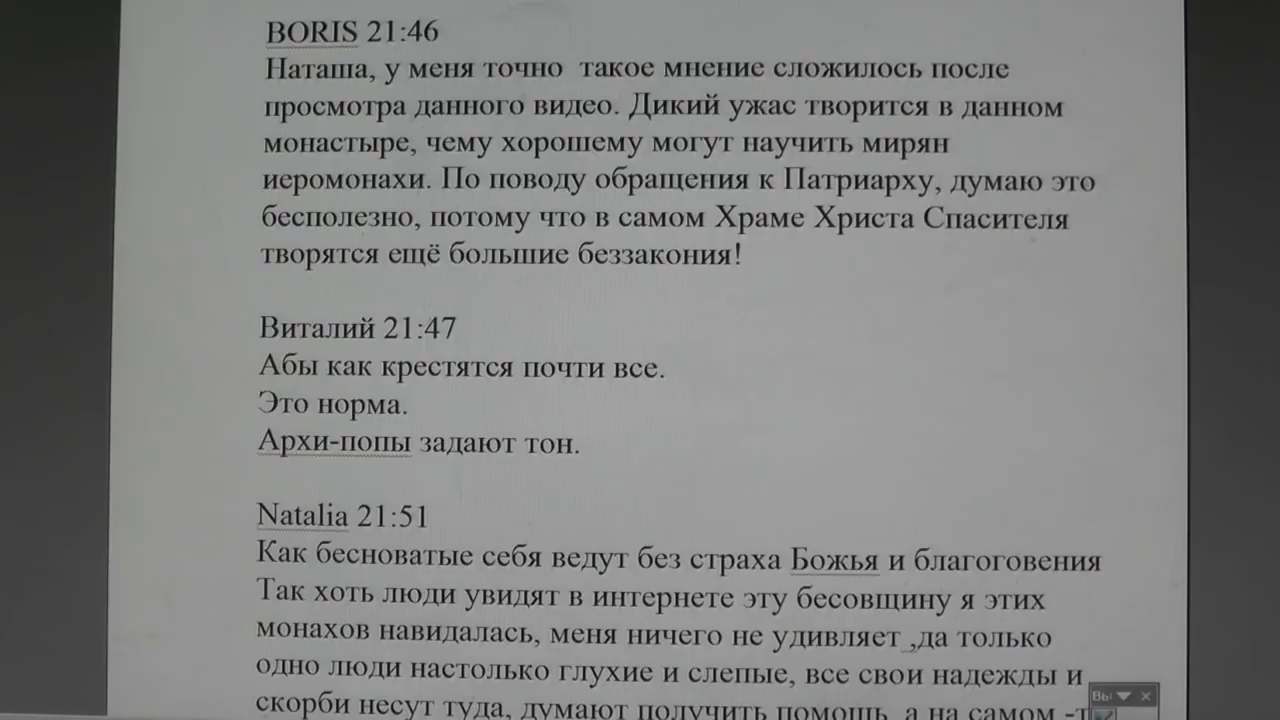 BORIS 21:46
Наташа, у меня точно  такое мнение сложилось после
просмотра данного видео. Дикий ужас творится в данном
монастыре, чему хорошему могут научить мирян
иеромонахи. По поводу обращения к Патриарху, думаю это
бесполезно, потому что в самом Храме Христа Спасителя
творятся ещё большие беззакония!
Виталий 21:47
Абы как крестятся почти все.
Это норма.
Архи-попы задают тон.
Natalia 21:51
Как бесноватые себя ведут без страха Божья и благоговения
Так хоть люди увидят в интернете эту бесовщину я этих
монахов навидалась, меня ничего не удивляет ,да только
одно люди настолько глухие и слепые, все свои надежды и
скорби несут туда, думают получить помощь, а на самом -т
Вы